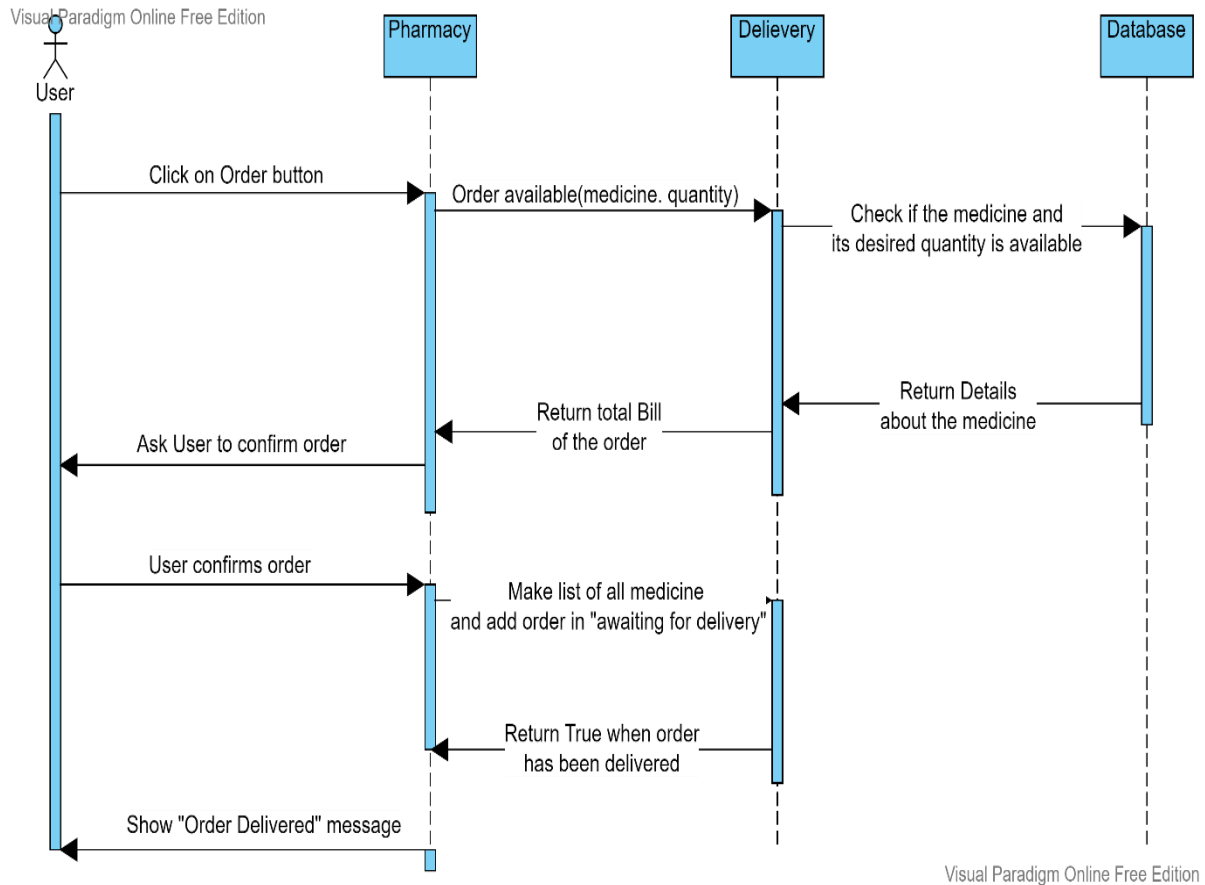 Visual Paradigm Online Free Edition
User
Pharmacy
Delievery
Database
Click on Order button
Order available(medicine. quantity)
Check if the medicine and
its desired quantity is available
Return Details
about the medicine
Return total Bill
of the order
Ask User to confirm order
User confirms order
Make list of all medicine
and add order in "awaiting for delivery"
Return True when order
has been delivered
Show "Order Delivered" message
Visual Paradigm Online Free Edition